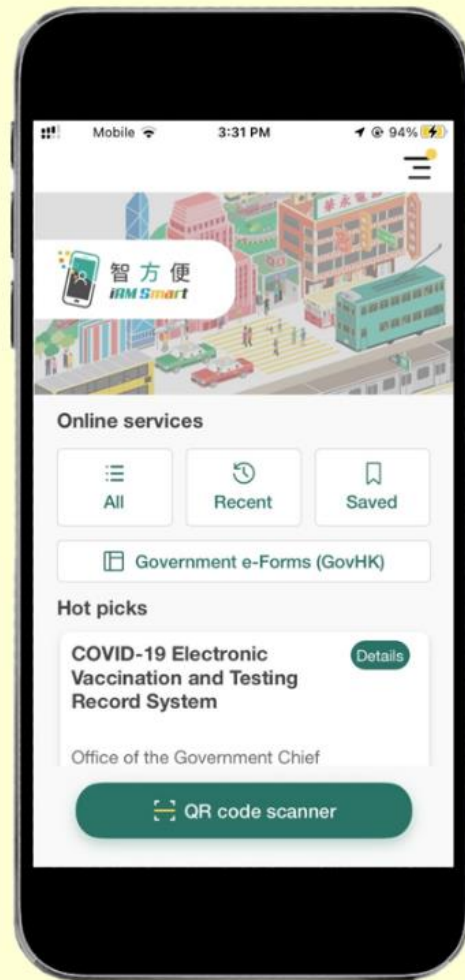 Mobile 3:31 PM 94%
智方便
iAM Smart
Online services
All Recent Saved
Government e-Forms (GovHK)
Hot picks
COVID-19 Electronic Details
Vaccination and Testing
Record System
Office of the Government Chief
QR code scanner